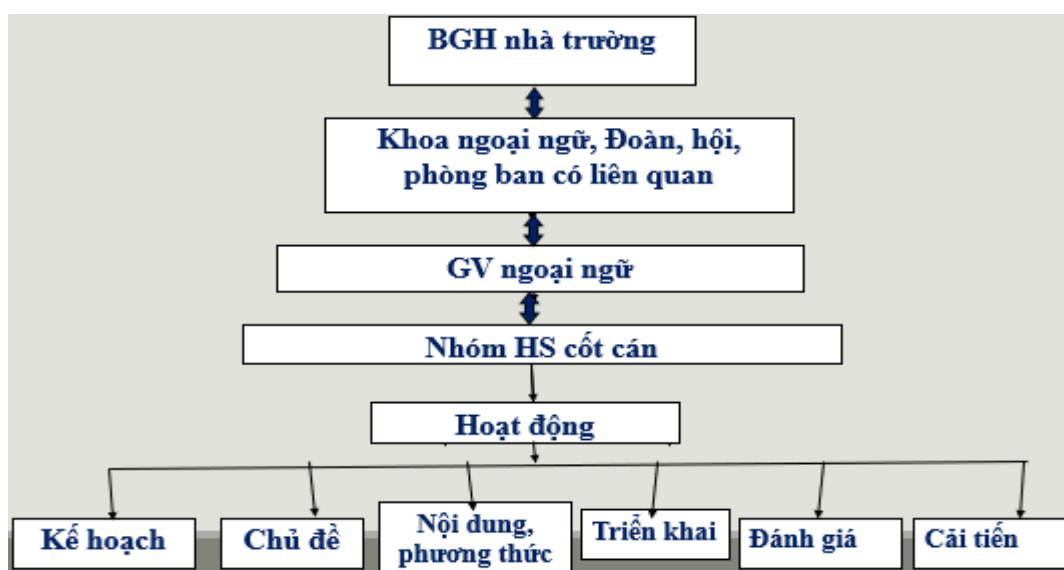 BGH nhà trường
Khoa ngoại ngữ, Đoàn, hội,
phòng ban có liên quan
GV ngoại ngữ
Nhóm HS cốt cán
Hoạt động
Kế hoạch
Chủ đề
Nội dung,
phương thức
Triển khai
Đánh giá
Cải tiến